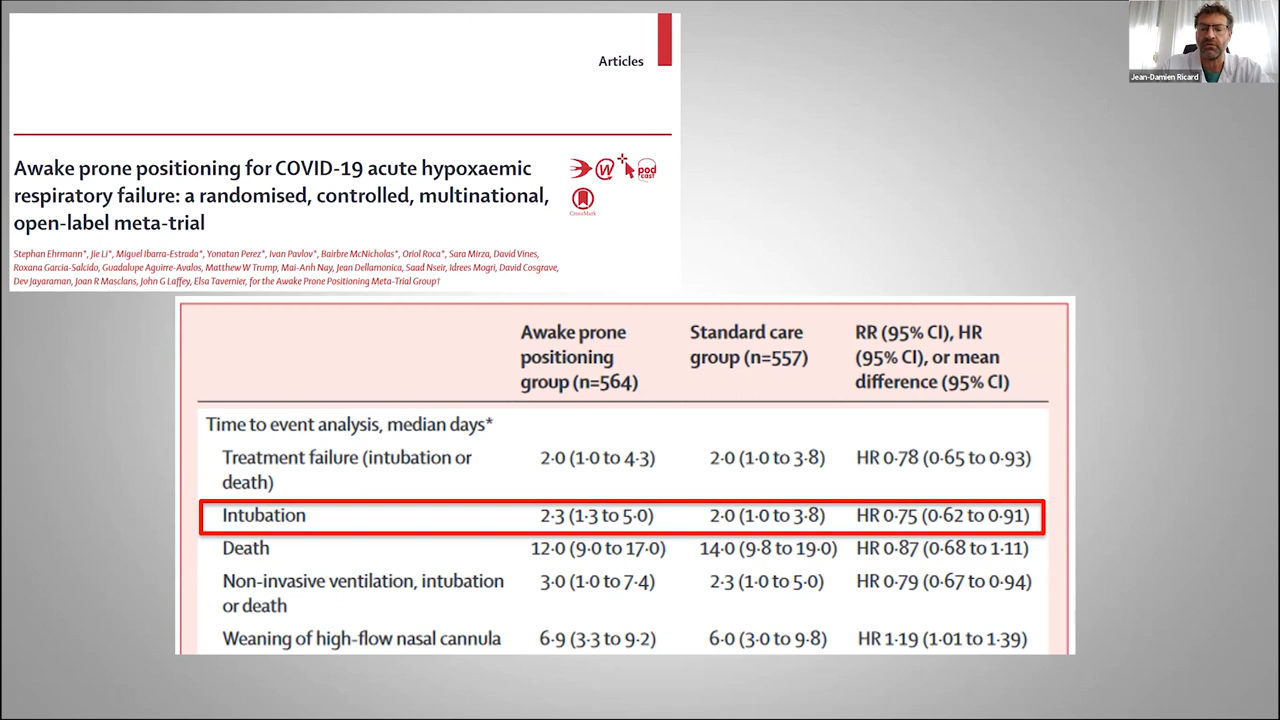 Articles
Awake prone positioning for COVID-19 acute hypoxaemic
respiratory failure: a randomised, controlled, multinational,
open-label meta-trial
W
pod
cast
CrossMark
Stephan Ehrmann*, Jie Li*, Miguel Ibarra-Estrada*, Yonatan Perez*, Ivan Pavlov*, Bairbre McNicholas*, Oriol Roca*, Sara Mirza, David Vines,
Roxana Garcia-Salcido, Guadalupe Aguirre-Avalos, Matthew W Trump, Mai-Anh Nay, Jean Dellamonica, Saad Nseir, Idrees Mogri, David Cosgrave,
Dev Jayaraman, Joan R Masclans, John G Laffey, Elsa Tavernier, for the Awake Prone Positioning Meta-Trial Group†
Jean-Damien Ricard
Awake prone
positioning
group (n=564)
Standard care
group (n=557)
RR (95% CI), HR
(95% CI), or mean
difference (95% CI)
Time to event analysis, median days*
Treatment failure (intubation or
death)
2·0 (1·0 to 4·3)
2·0 (1·0 to 3·8)
HR 0·78 (0·65 to 0·93)
Intubation
2·3 (1·3 to 5·0)
2·0 (1·0 to 3·8)
HR 0·75 (0·62 to 0·91)
Death
12·0 (9·0 to 17·0)
14·0 (9·8 to 19·0)
HR 0·87 (0·68 to 1·11)
Non-invasive ventilation, intubation
or death
3·0 (1·0 to 7·4)
2·3 (1·0 to 5·0)
HR 0·79 (0·67 to 0·94)
Weaning of high-flow nasal cannula
6·9 (3·3 to 9·2)
6·0 (3·0 to 9·8)
HR 1·19 (1·01 to 1·39)